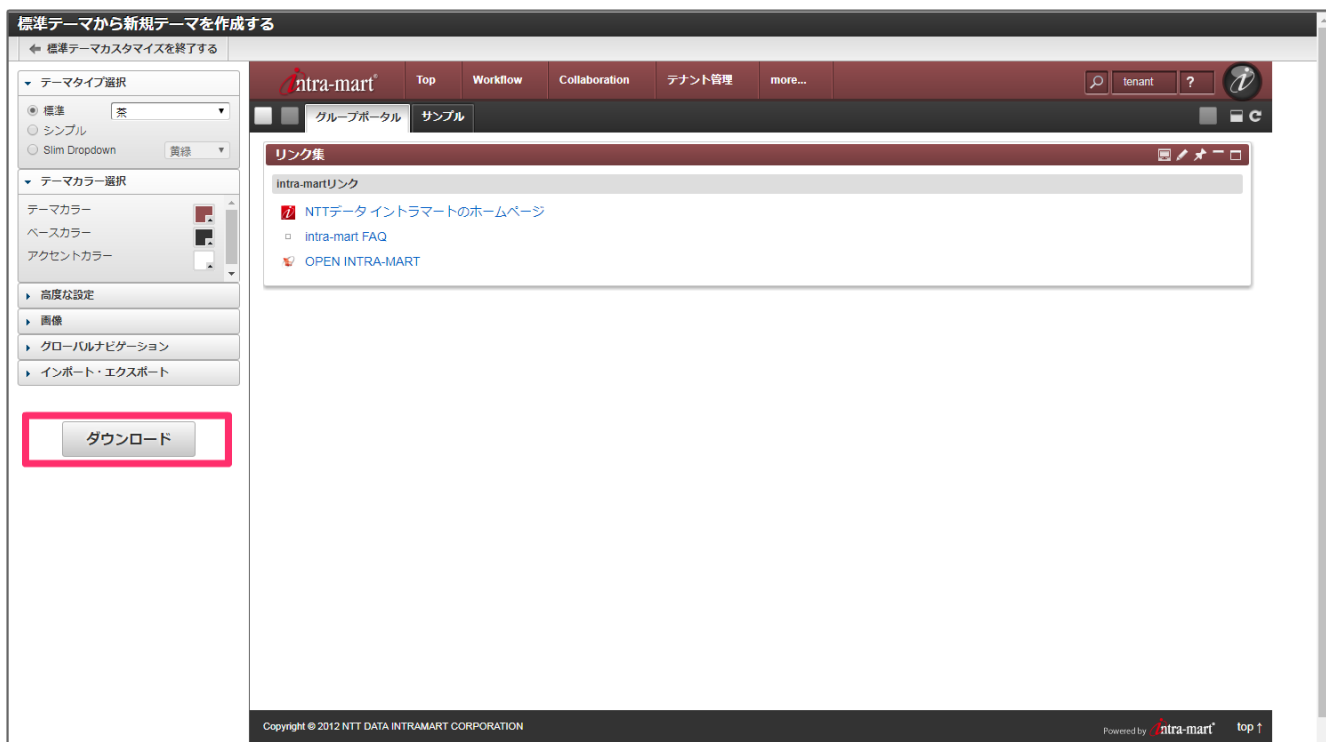 標準テーマから新規テーマを作成する
標準テーマカスタマイズを終了する
テーマタイプ選択
標準 茶
シンプル
Slim Dropdown 黄緑
テーマカラー選択
テーマカラー
ベースカラー
アクセントカラー
高度な設定
画像
グローバルナビゲーション
インポート・エクスポート
ダウンロード
intra-mart Top Workflow Collaboration テナント管理 more... tenant ?
グループポータル サンプル
リンク集
intra-martリンク
NTTデータ イントラマートのホームページ
intra-mart FAQ
OPEN INTRA-MART
Copyright © 2012 NTT DATA INTRAMART CORPORATION
Powered by intra-mart top ↑